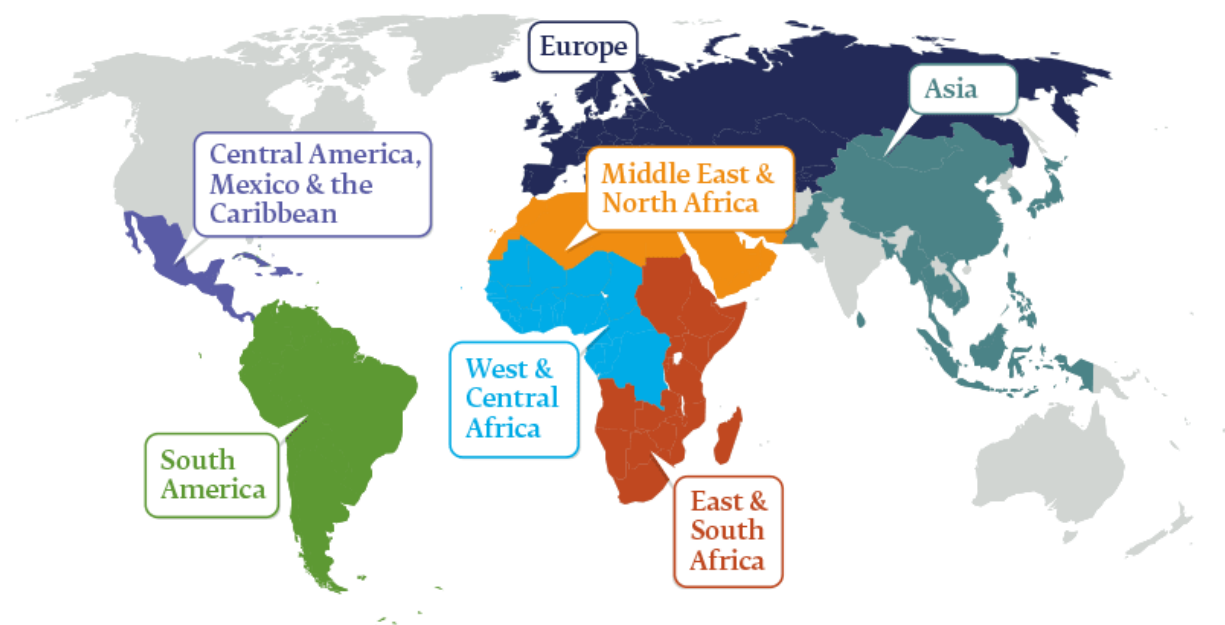 Europe
Asia
Central America,
Mexico & the
Caribbean
Middle East &
North Africa
West &
Central
Africa
South
America
East &
South
Africa